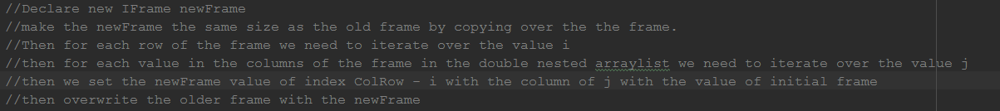 //Declare new IFrame newFrame
//make the newFrame the same size as the old frame by copying over the the frame.
//Then for each row of the frame we need to iterate over the value i
//then for each value in the columns of the frame in the double nested arraylist we need to iterate over the value j
//then we set the newFrame value of index ColRow - i with the column of j with the value of initial frame
//then overwrite the older frame with the newFrame